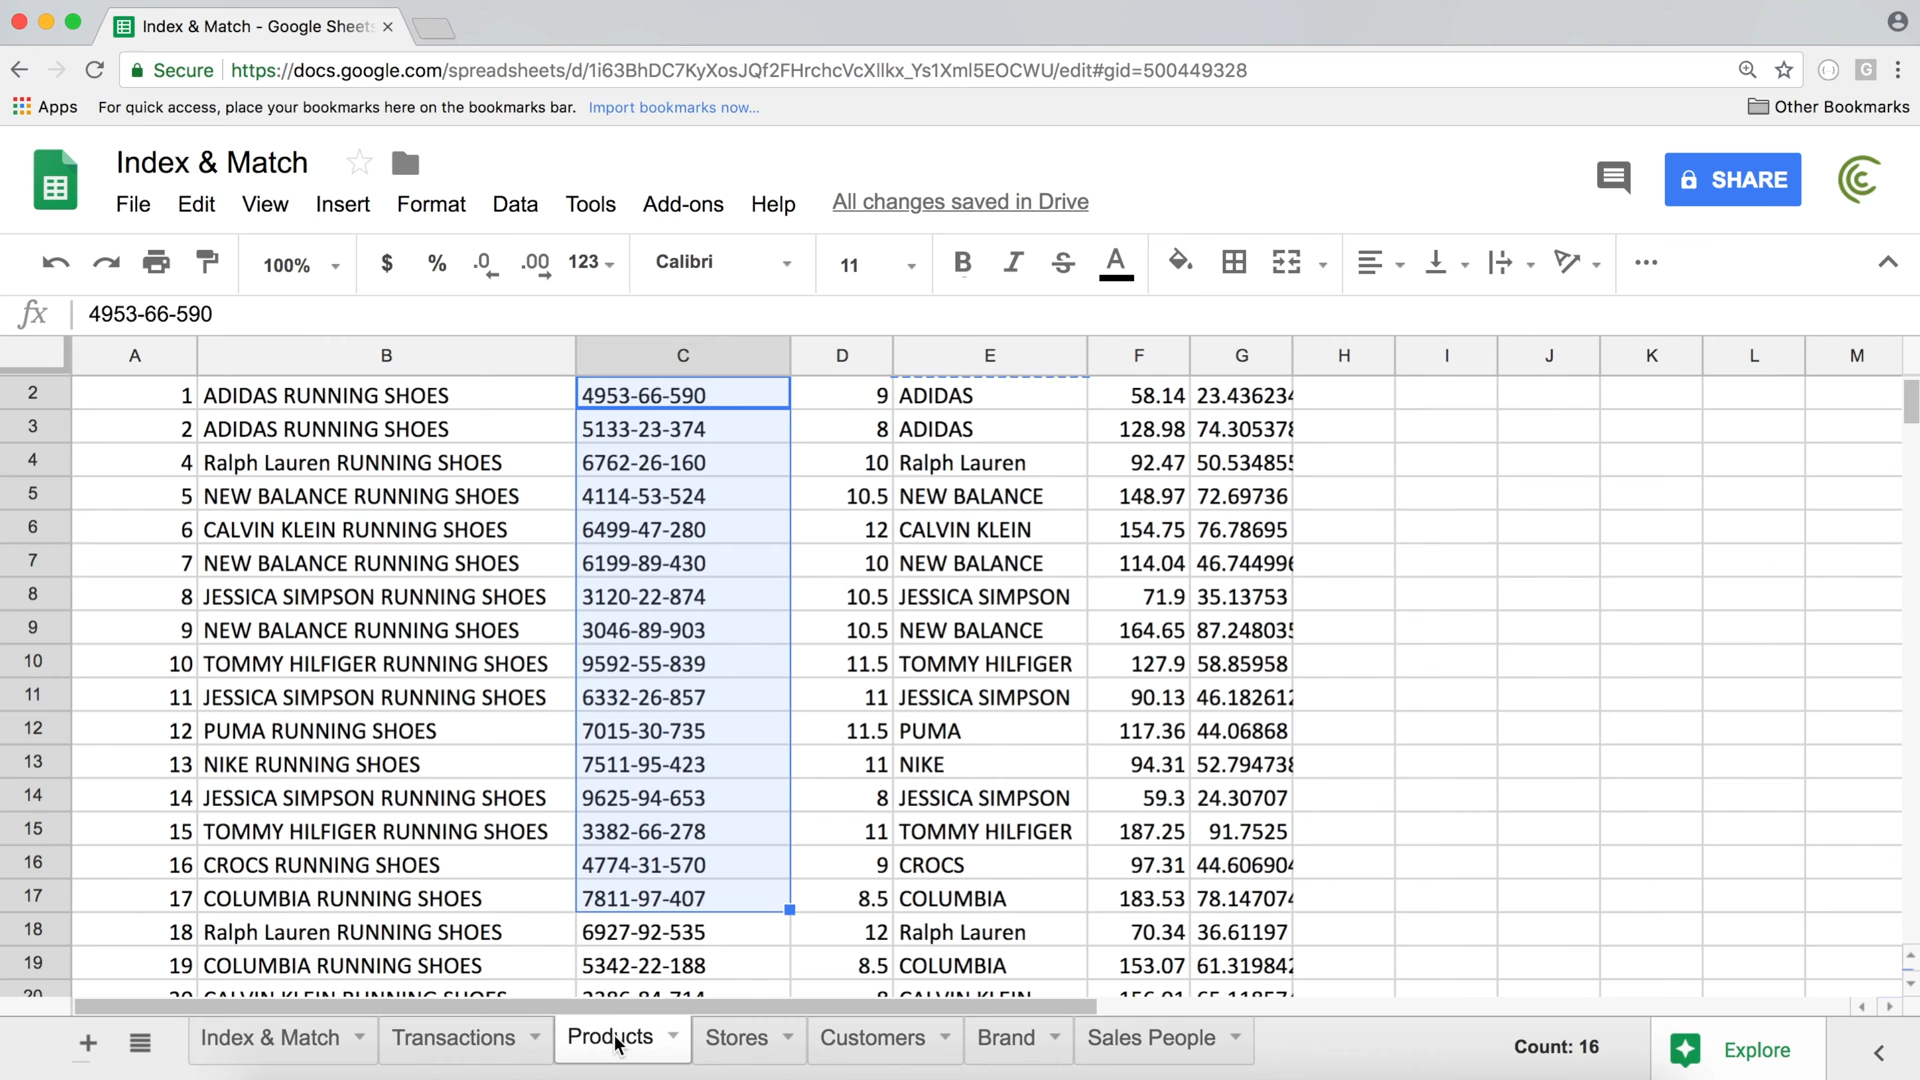 Index & Match - Google Sheets
Secure https://docs.google.com/spreadsheets/d/1i63BhDC7KyXosJQf2FHrchcVcXllkx_Ys1Xml5EOCWU/edit#gid=500449328
Apps For quick access, place your bookmarks here on the bookmarks bar. Import bookmarks now... Other Bookmarks
Index & Match
SHARE
File Edit View Insert Format Data Tools Add-ons Help All changes saved in Drive
100% $ % .0 .00 123 Calibri 11 B I S A
fx 4953-66-590
A B C D E F G H I J K L M
2 1 ADIDAS RUNNING SHOES 4953-66-590 9 ADIDAS 58.14 23.436234
3 2 ADIDAS RUNNING SHOES 5133-23-374 8 ADIDAS 128.98 74.305378
4 4 Ralph Lauren RUNNING SHOES 6762-26-160 10 Ralph Lauren 92.47 50.534855
5 5 NEW BALANCE RUNNING SHOES 4114-53-524 10.5 NEW BALANCE 148.97 72.69736
6 6 CALVIN KLEIN RUNNING SHOES 6499-47-280 12 CALVIN KLEIN 154.75 76.78695
7 7 NEW BALANCE RUNNING SHOES 6199-89-430 10 NEW BALANCE 114.04 46.744996
8 8 JESSICA SIMPSON RUNNING SHOES 3120-22-874 10.5 JESSICA SIMPSON 71.9 35.13753
9 9 NEW BALANCE RUNNING SHOES 3046-89-903 10.5 NEW BALANCE 164.65 87.248035
10 10 TOMMY HILFIGER RUNNING SHOES 9592-55-839 11.5 TOMMY HILFIGER 127.9 58.85958
11 11 JESSICA SIMPSON RUNNING SHOES 6332-26-857 11 JESSICA SIMPSON 90.13 46.182612
12 12 PUMA RUNNING SHOES 7015-30-735 11.5 PUMA 117.36 44.06868
13 13 NIKE RUNNING SHOES 7511-95-423 11 NIKE 94.31 52.794738
14 14 JESSICA SIMPSON RUNNING SHOES 9625-94-653 8 JESSICA SIMPSON 59.3 24.30707
15 15 TOMMY HILFIGER RUNNING SHOES 3382-66-278 11 TOMMY HILFIGER 187.25 91.7525
16 16 CROCS RUNNING SHOES 4774-31-570 9 CROCS 97.31 44.606904
17 17 COLUMBIA RUNNING SHOES 7811-97-407 8.5 COLUMBIA 183.53 78.147074
18 18 Ralph Lauren RUNNING SHOES 6927-92-535 12 Ralph Lauren 70.34 36.61197
19 19 COLUMBIA RUNNING SHOES 5342-22-188 8.5 COLUMBIA 153.07 61.319842
20 20 CALVIN KLEIN RUNNING SHOES 8 CALVIN KLEIN
Index & Match Transactions Products Stores Customers Brand Sales People Count: 16 Explore